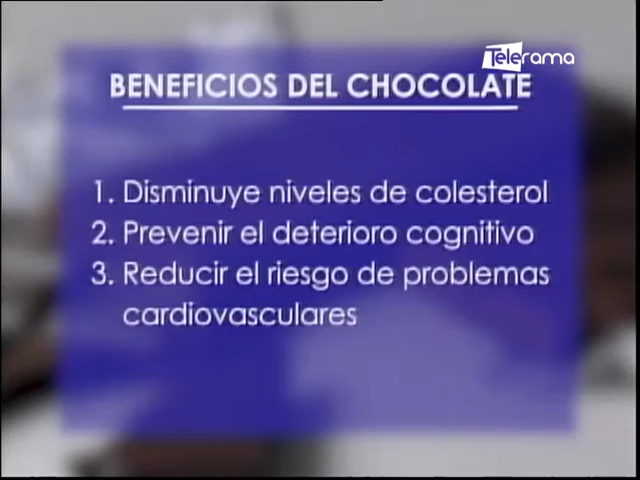 Telerama
BENEFICIOS DEL CHOCOLATE
1. Disminuye niveles de colesterol
2. Prevenir el deterioro cognitivo
3. Reducir el riesgo de problemas
cardiovasculares